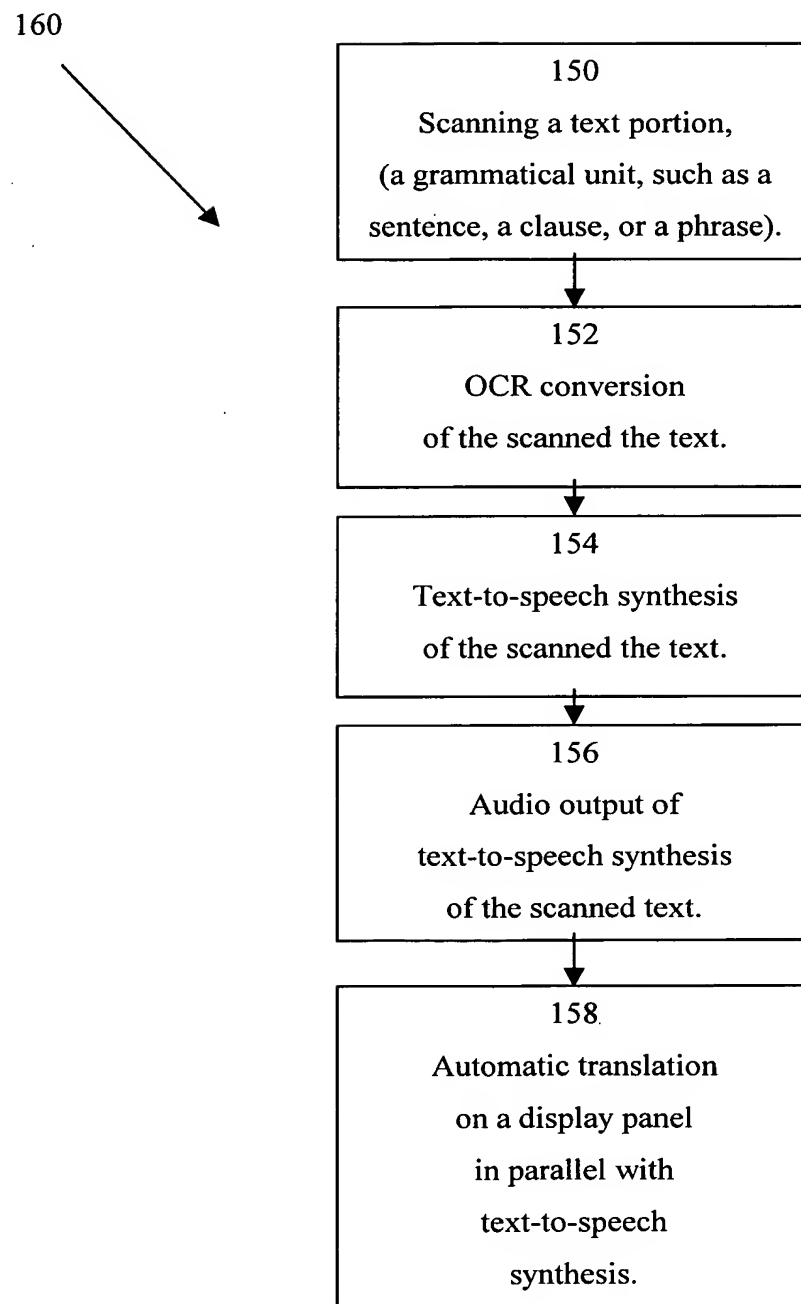 160
150
Scanning a text portion,
(a grammatical unit, such as a
sentence, a clause, or a phrase).
152
OCR conversion
of the scanned the text.
154
Text-to-speech synthesis
of the scanned the text.
156
Audio output of
text-to-speech synthesis
of the scanned text.
158
Automatic translation
on a display panel
in parallel with
text-to-speech
synthesis.